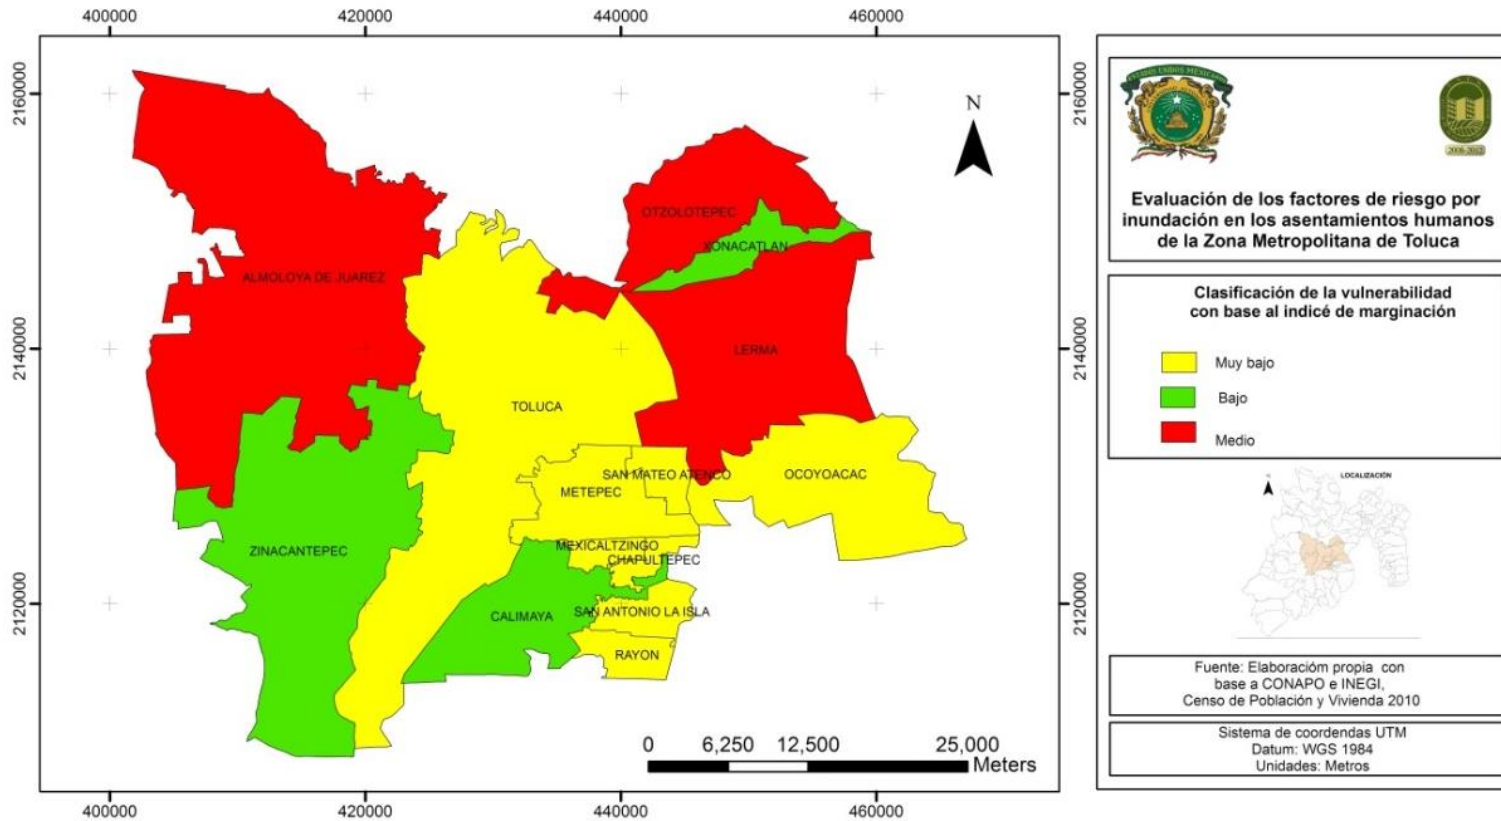 400000 420000 440000 460000
2160000 2160000
2140000 2140000
2120000 2120000
N
OTZOLOTEPEC
XONACATLAN
ALMOLOYA DE JUAREZ
LERMA
TOLUCA
SAN MATEO ATENCO
OCOYOACAC
METEPEC
ZINACANTEPEC
MEXICALTZINGO
CHAPULTEPEC
CALIMAYA
SAN ANTONIO LA ISLA
RAYON
0 6,250 12,500 25,000
Meters
400000 420000 440000 460000
ESTADOS UNIDOS MEXICANOS
2008-2012
Evaluación de los factores de riesgo por
inundación en los asentamientos humanos
de la Zona Metropolitana de Toluca
Clasificación de la vulnerabilidad
con base al indicé de marginación
Muy bajo
Bajo
Medio
LOCALIZACIÓN
Fuente: Elaboracióm propia con
base a CONAPO e INEGI,
Censo de Población y Vivienda 2010
Sistema de coordendas UTM
Datum: WGS 1984
Unidades: Metros